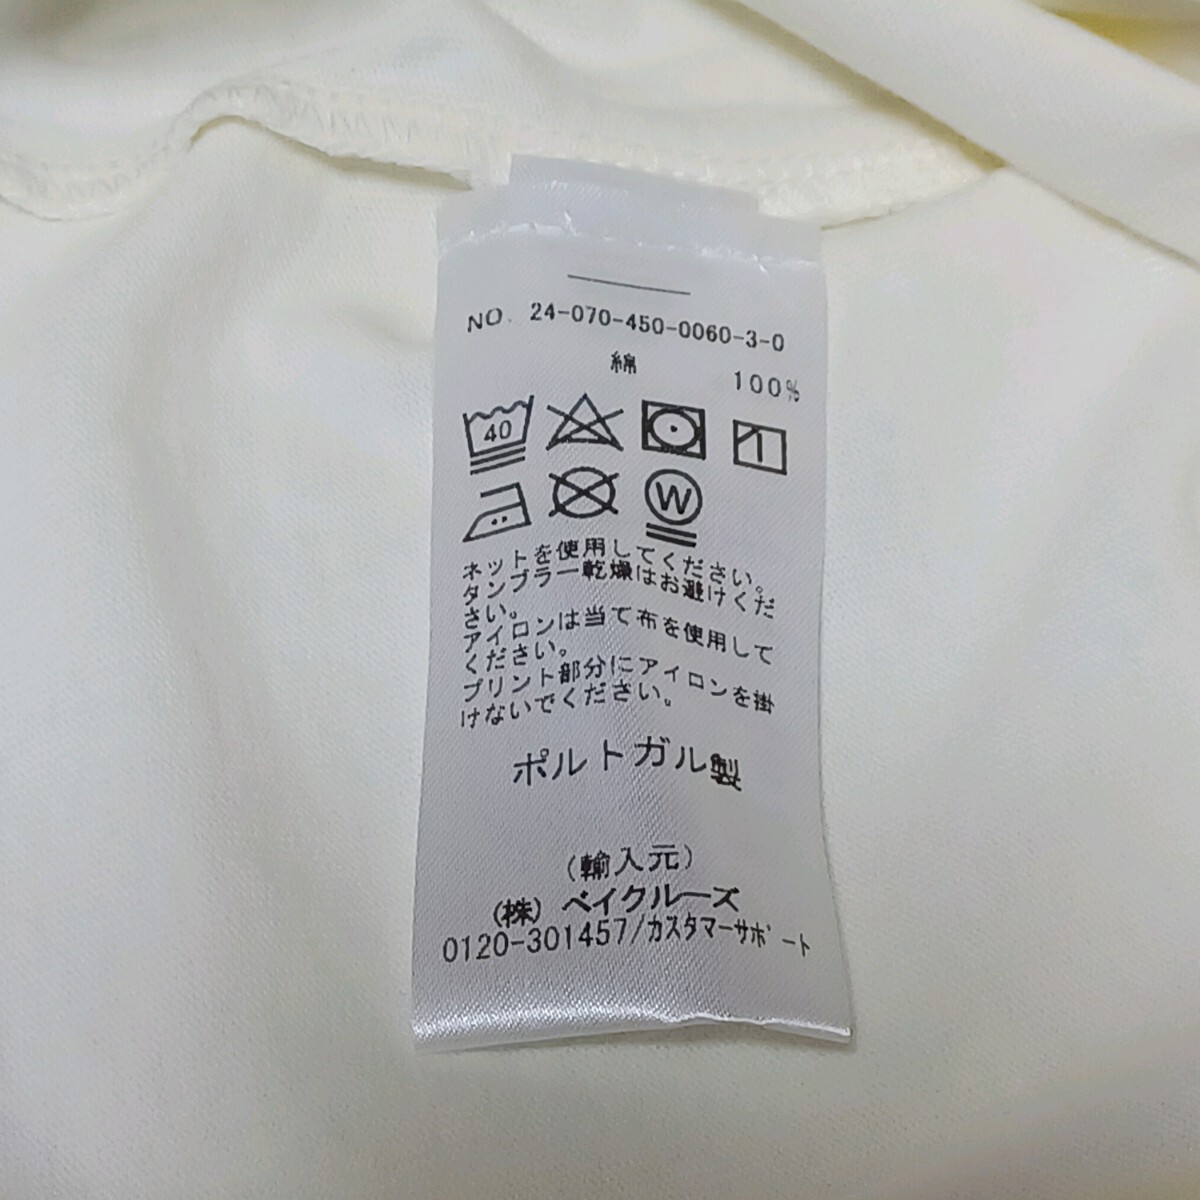 NO. 24-070-450-0060-3-0
綿 100%
40
W
ネットを使用してください。
タンブラー乾燥はお避けくだ
さい。
アイロンは当て布を使用して
ください。
プリント部分にアイロンを掛
けないでください。
ポルトガル製
(輸入元)
(株) ベイクルーズ
0120-301457/カスタマーサポート